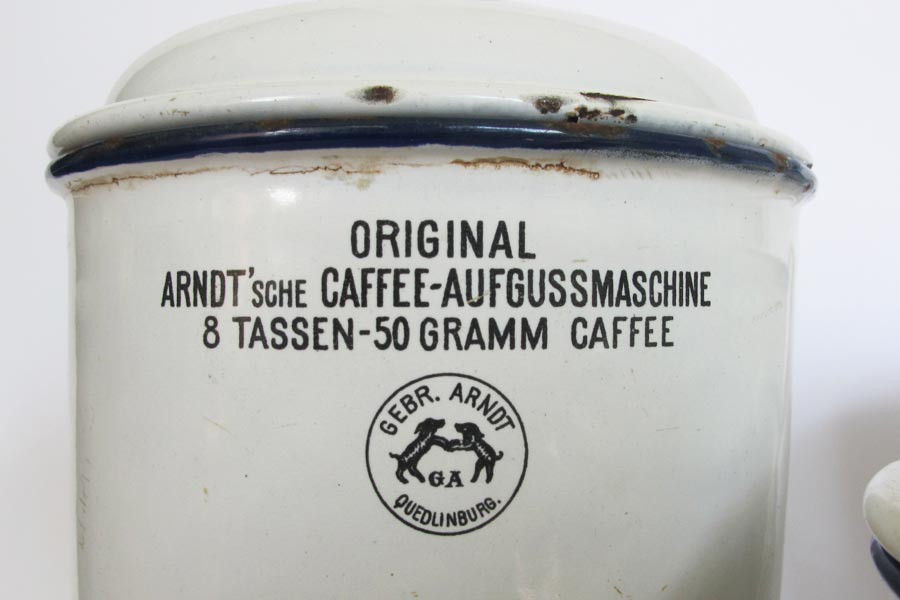 ORIGINAL
ARNDT'SCHE CAFFEE-AUFGUSSMASCHINE
8 TASSEN-50 GRAMM CAFFEE
GEBR. ARNDT
GA
QUEDLINBURG.